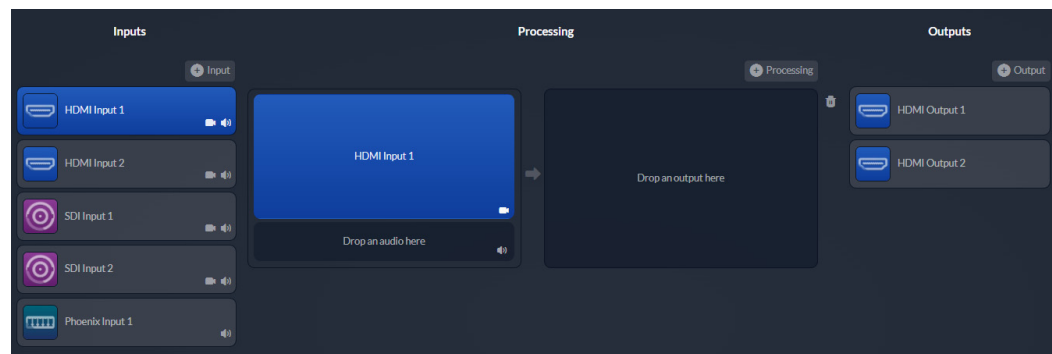 Inputs
Processing
Outputs
Input
Processing
Output
HDMI Input 1
HDMI Input 2
SDI Input 1
SDI Input 2
Phoenix Input 1
HDMI Input 1
Drop an audio here
Drop an output here
HDMI Output 1
HDMI Output 2